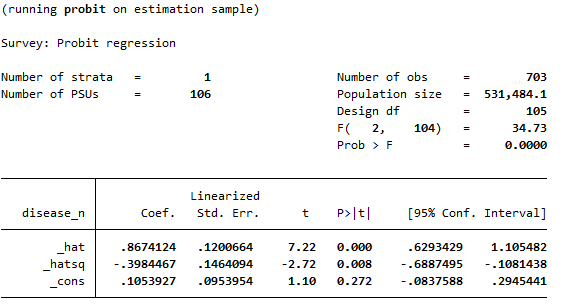 (running probit on estimation sample)
Survey: Probit regression
Number of strata = 1 Number of obs = 703
Number of PSUs = 106 Population size = 531,484.1
Design df = 105
F( 2, 104) = 34.73
Prob > F = 0.0000
Linearized
disease_n Coef. Std. Err. t P>|t| [95% Conf. Interval]
_hat .8674124 .1200664 7.22 0.000 .6293429 1.105482
_hatsq -.3984467 .1464094 -2.72 0.008 -.6887495 -.1081438
_cons .1053927 .0953954 1.10 0.272 -.0837588 .2945441